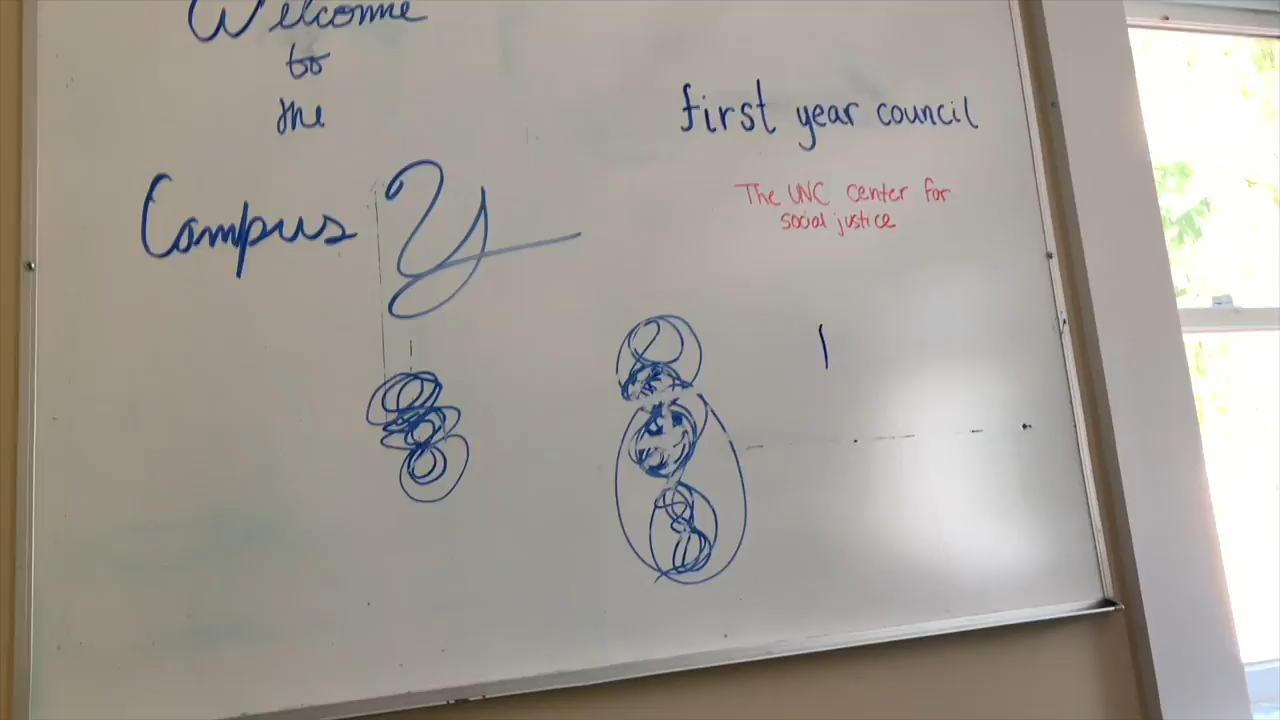 Welcome
to
the
Campus Y
first year council
The UNC center for
social justice